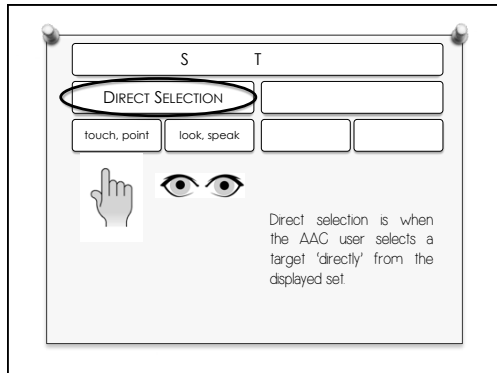 S T
DIRECT SELECTION
touch, point look, speak
Direct selection is when
the AAC user selects a
target 'directly' from the
displayed set.